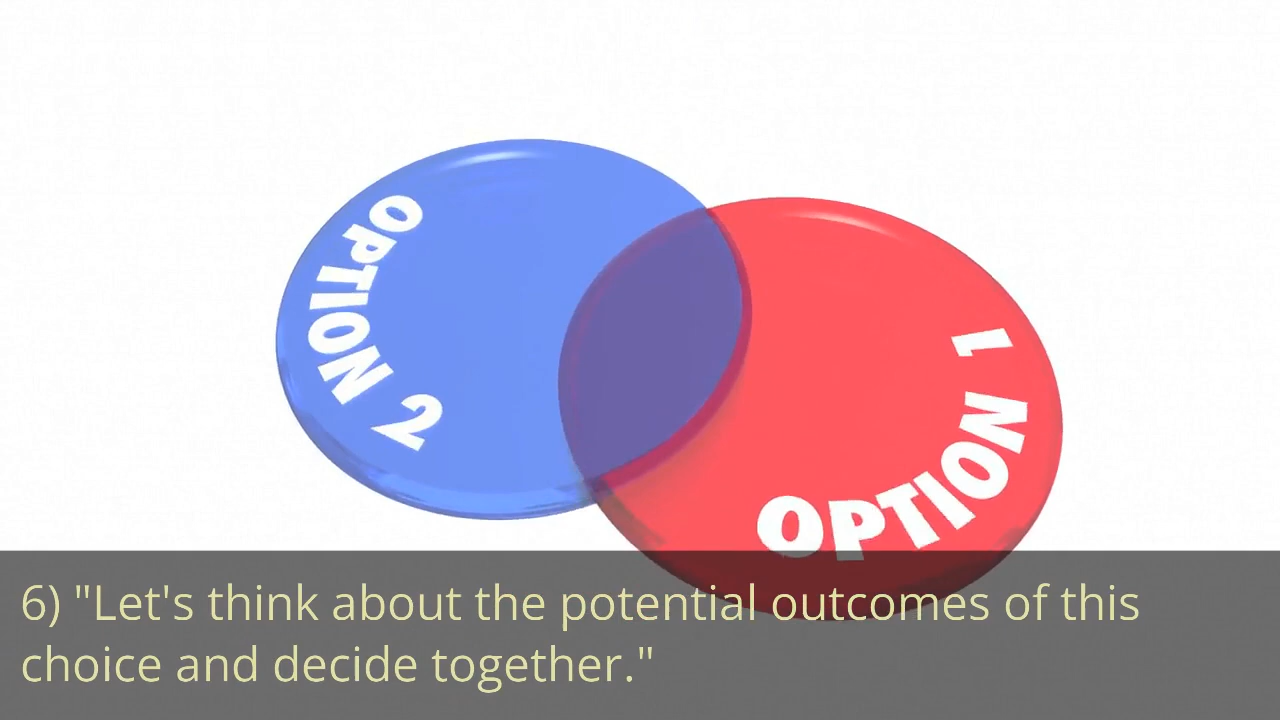 OPTION 2
OPTION 1
6) "Let's think about the potential outcomes of this
choice and decide together."